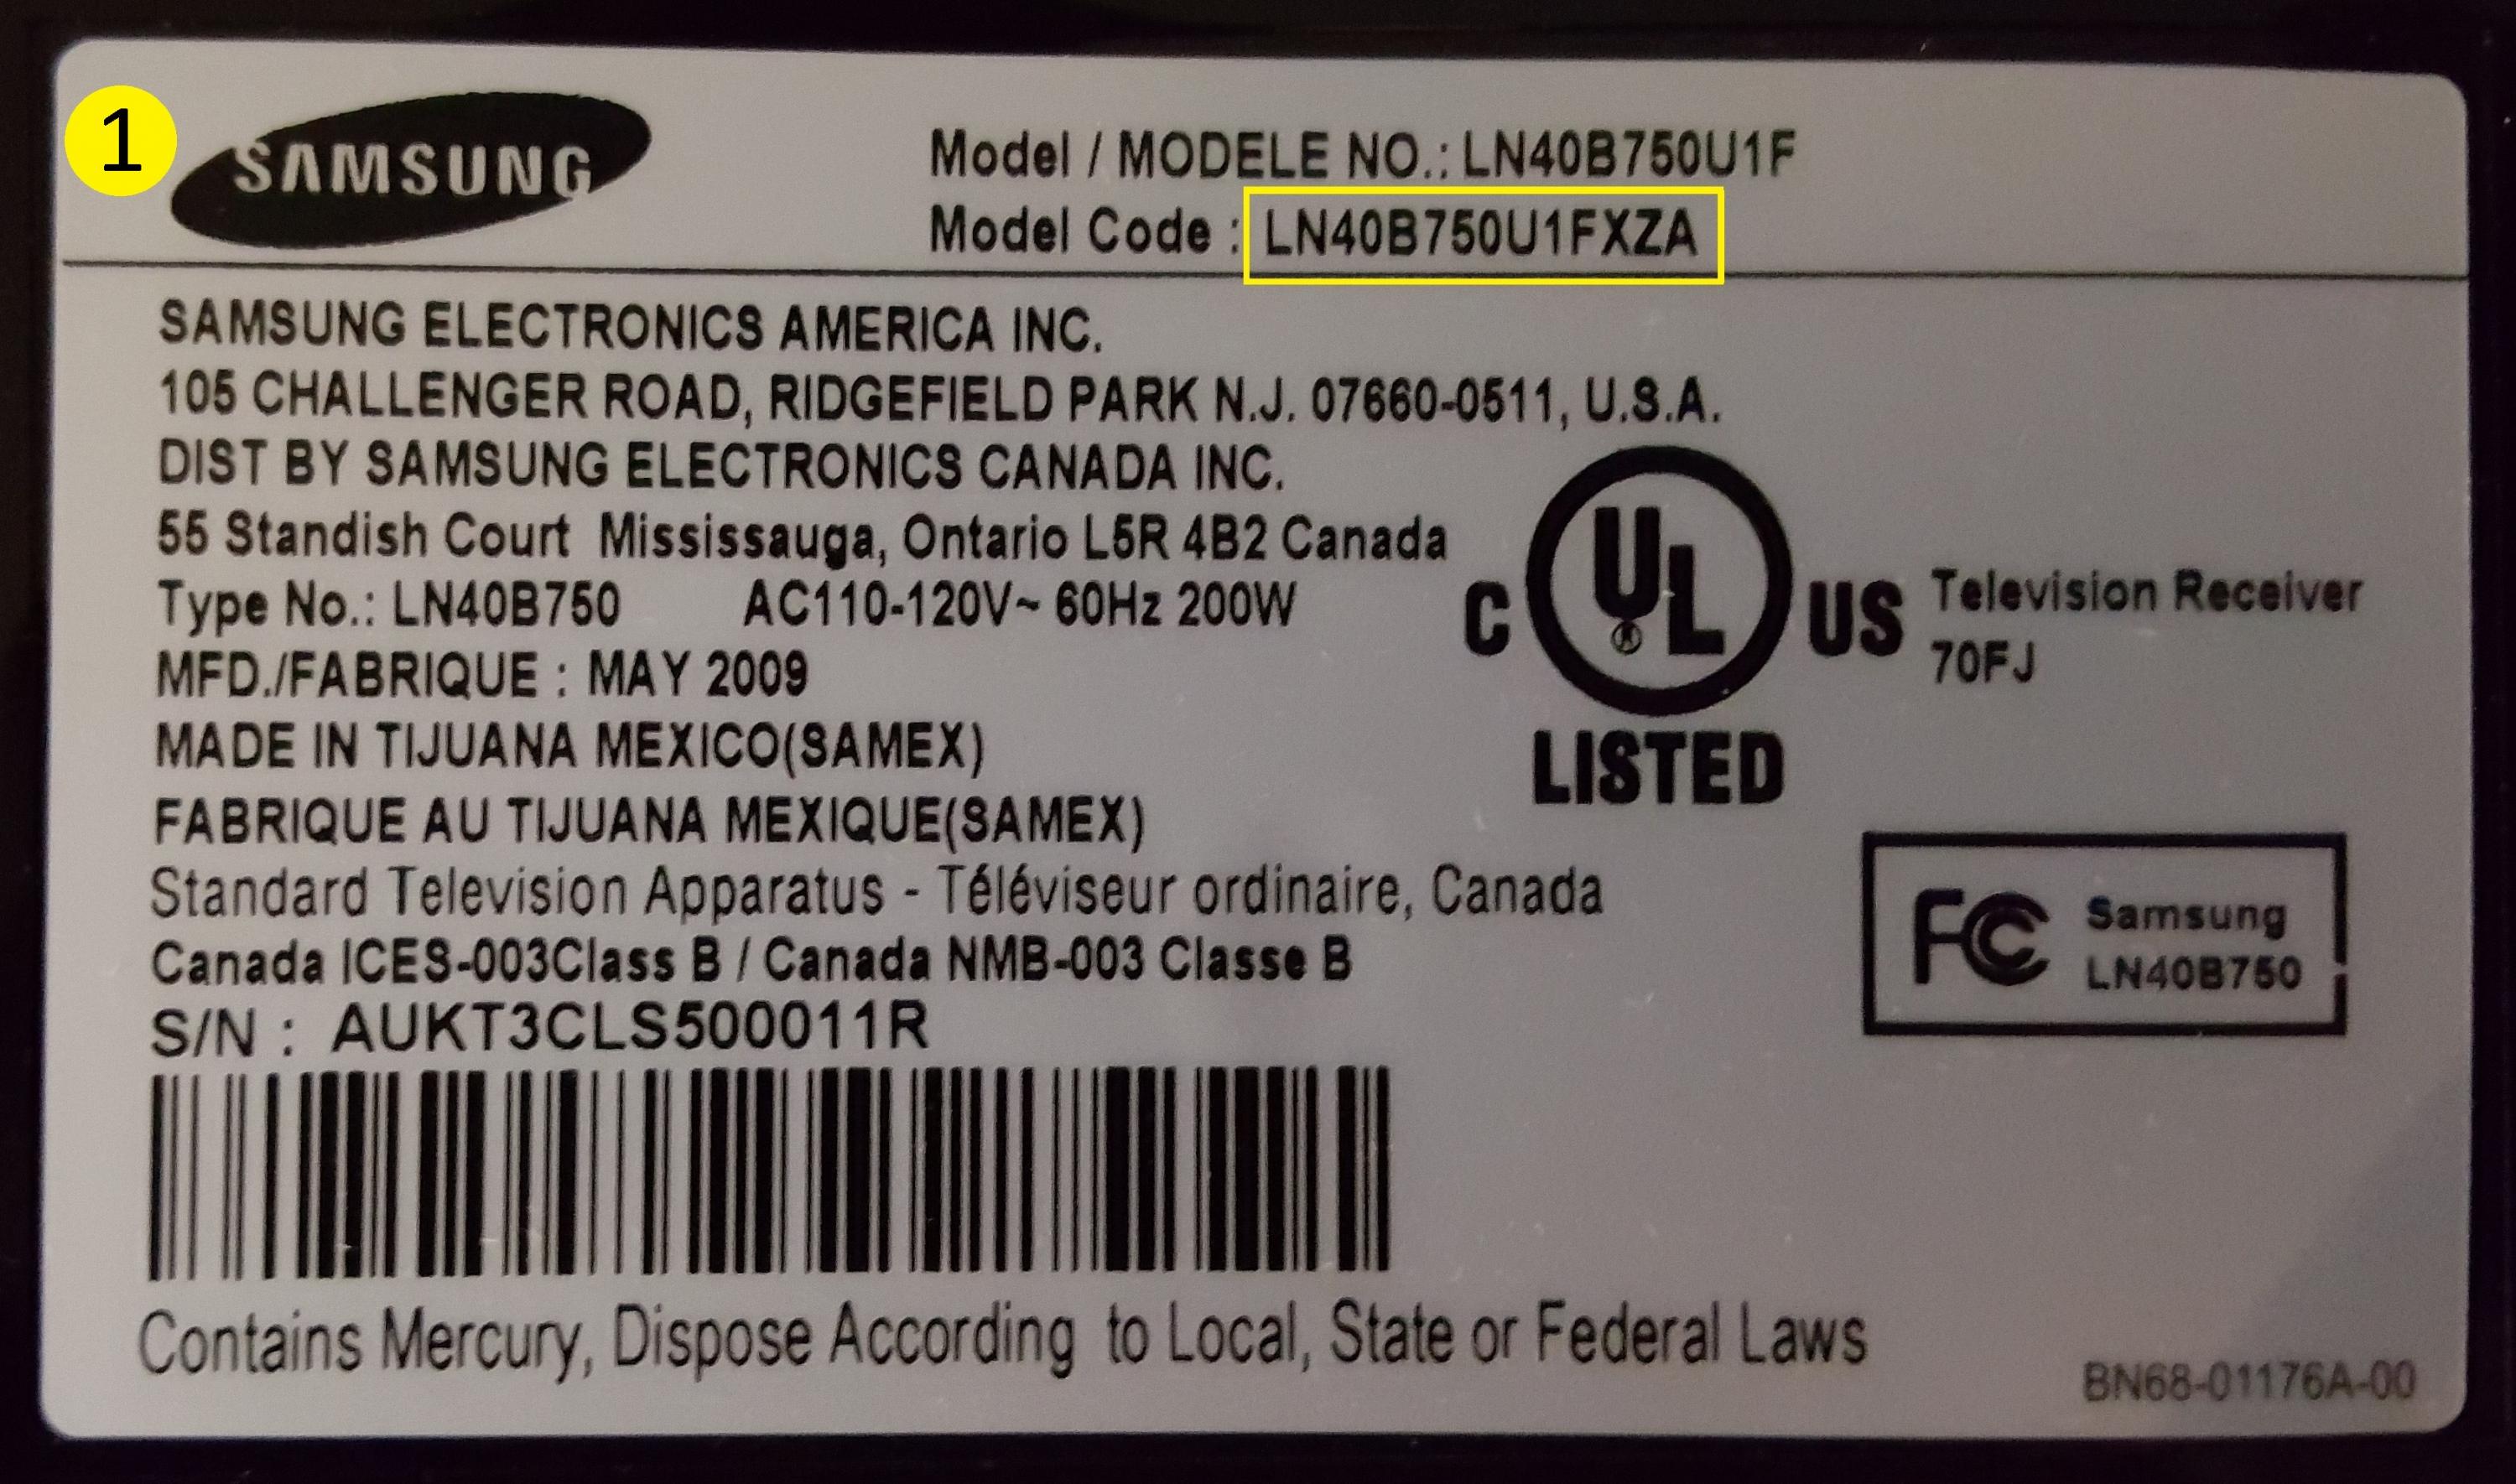 1
SAMSUNG
Model / MODELE NO.: LN40B750U1F
Model Code : LN40B750U1FXZA
SAMSUNG ELECTRONICS AMERICA INC.
105 CHALLENGER ROAD, RIDGEFIELD PARK N.J. 07660-0511, U.S.A.
DIST BY SAMSUNG ELECTRONICS CANADA INC.
55 Standish Court Mississauga, Ontario L5R 4B2 Canada
Type No.: LN40B750 AC110-120V~ 60Hz 200W
MFD./FABRIQUE : MAY 2009
MADE IN TIJUANA MEXICO(SAMEX)
FABRIQUE AU TIJUANA MEXIQUE(SAMEX)
Standard Television Apparatus - Téléviseur ordinaire, Canada
Canada ICES-003Class B / Canada NMB-003 Classe B
S/N : AUKT3CLS500011R
C UL® US
LISTED
Television Receiver
70FJ
FC
Samsung
LN40B750
Contains Mercury, Dispose According to Local, State or Federal Laws
BN68-01176A-00